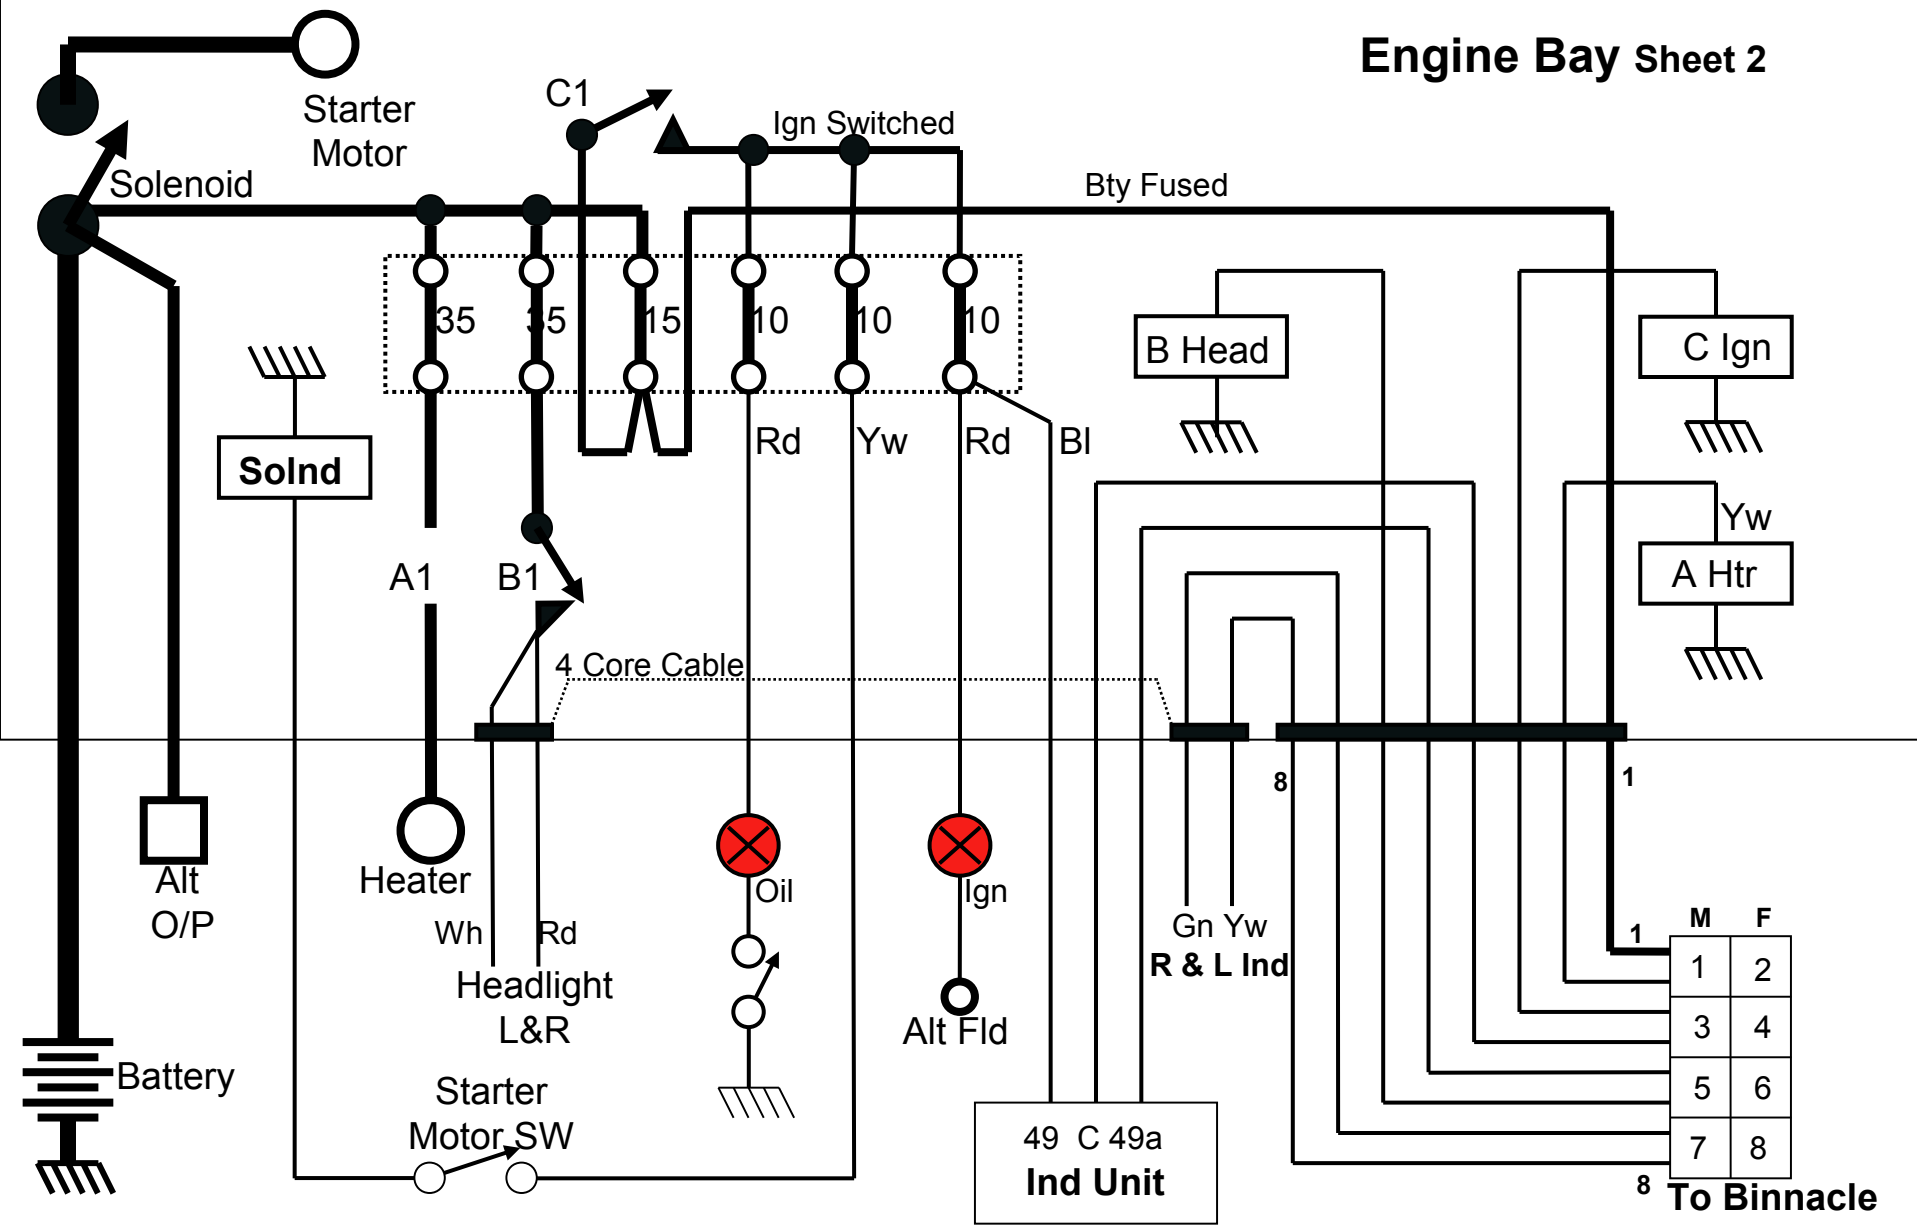 Engine Bay Sheet 2
C1
Starter
Motor
Ign Switched
Solenoid
Bty Fused
35
35
15
10
10
10
B Head
C Ign
Rd
Yw
Rd
Bl
Solnd
Yw
A1
B1
A Htr
4 Core Cable
8
1
Alt
O/P
Heater
Oil
Ign
Wh
Rd
Gn Yw
R & L Ind
M F
1
1 2
Headlight
L&R
Alt Fld
3 4
Battery
Starter
Motor SW
5 6
49 C 49a
Ind Unit
7 8
8
To Binnacle